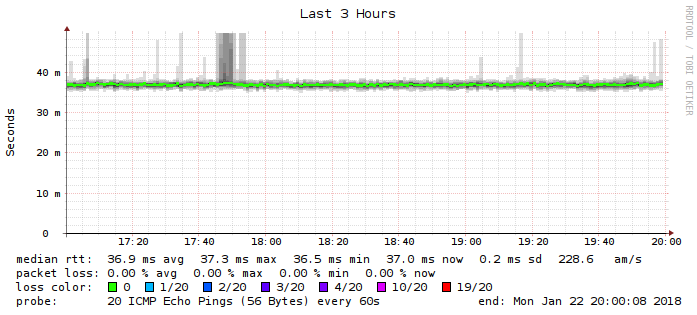 Last 3 Hours
RRDTOOL / TOBI OETIKER
Seconds
40 m
30 m
20 m
10 m
0
17:20 17:40 18:00 18:20 18:40 19:00 19:20 19:40 20:00
median rtt: 36.9 ms avg 37.3 ms max 36.5 ms min 37.0 ms now 0.2 ms sd 228.6 am/s
packet loss: 0.00 % avg 0.00 % max 0.00 % min 0.00 % now
loss color: 0 1/20 2/20 3/20 4/20 10/20 19/20
probe: 20 ICMP Echo Pings (56 Bytes) every 60s end: Mon Jan 22 20:00:08 2018